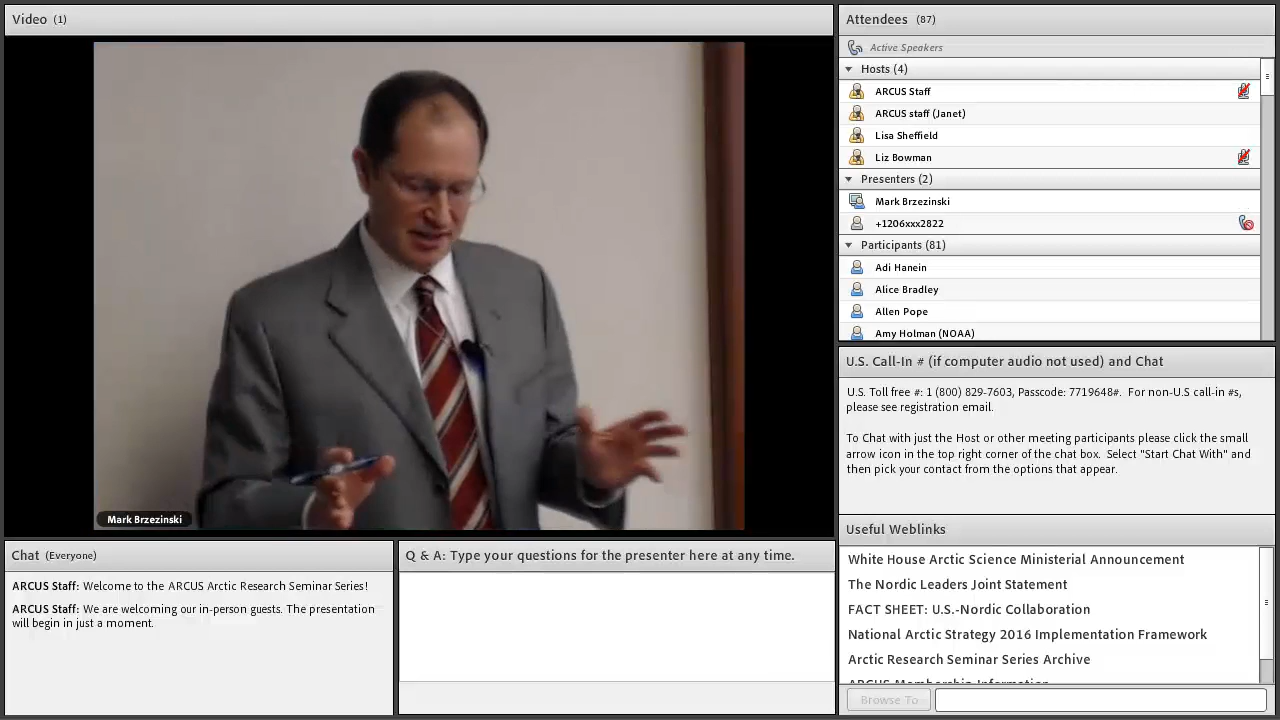 Video (1)
Mark Brzezinski
Attendees (87)
Active Speakers
Hosts (4)
ARCUS Staff
ARCUS staff (Janet)
Lisa Sheffield
Liz Bowman
Presenters (2)
Mark Brzezinski
+1206xxx2822
Participants (81)
Adi Hanein
Alice Bradley
Allen Pope
Amy Holman (NOAA)
U.S. Call-In # (if computer audio not used) and Chat
U.S. Toll free #: 1 (800) 829-7603, Passcode: 7719648#. For non-U.S call-in #s,
please see registration email.
To Chat with just the Host or other meeting participants please click the small
arrow icon in the top right corner of the chat box. Select "Start Chat With" and
then pick your contact from the options that appear.
Chat (Everyone)
ARCUS Staff: Welcome to the ARCUS Arctic Research Seminar Series!
ARCUS Staff: We are welcoming our in-person guests. The presentation
will begin in just a moment.
Q & A: Type your questions for the presenter here at any time.
Useful Weblinks
White House Arctic Science Ministerial Announcement
The Nordic Leaders Joint Statement
FACT SHEET: U.S.-Nordic Collaboration
National Arctic Strategy 2016 Implementation Framework
Arctic Research Seminar Series Archive
ARCUS Membership Information
Browse To